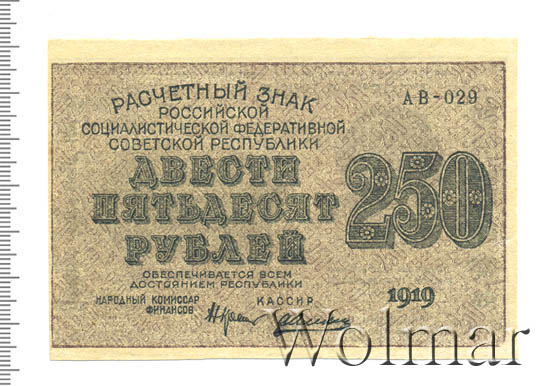 РАСЧЕТНЫЙ ЗНАК
АВ-029
РОССИЙСКОЙ
СОЦИАЛИСТИЧЕСКОЙ ФЕДЕРАТИВНОЙ
СОВЕТСКОЙ РЕСПУБЛИКИ
ДВЕСТИ
ПЯТЬДЕСЯТ
РУБЛЕЙ
250
ОБЕСПЕЧИВАЕТСЯ ВСЕМ
ДОСТОЯНИЕМ РЕСПУБЛИКИ
1919
НАРОДНЫЙ КОМИССАР
ФИНАНСОВ
КАССИР
Wolmar